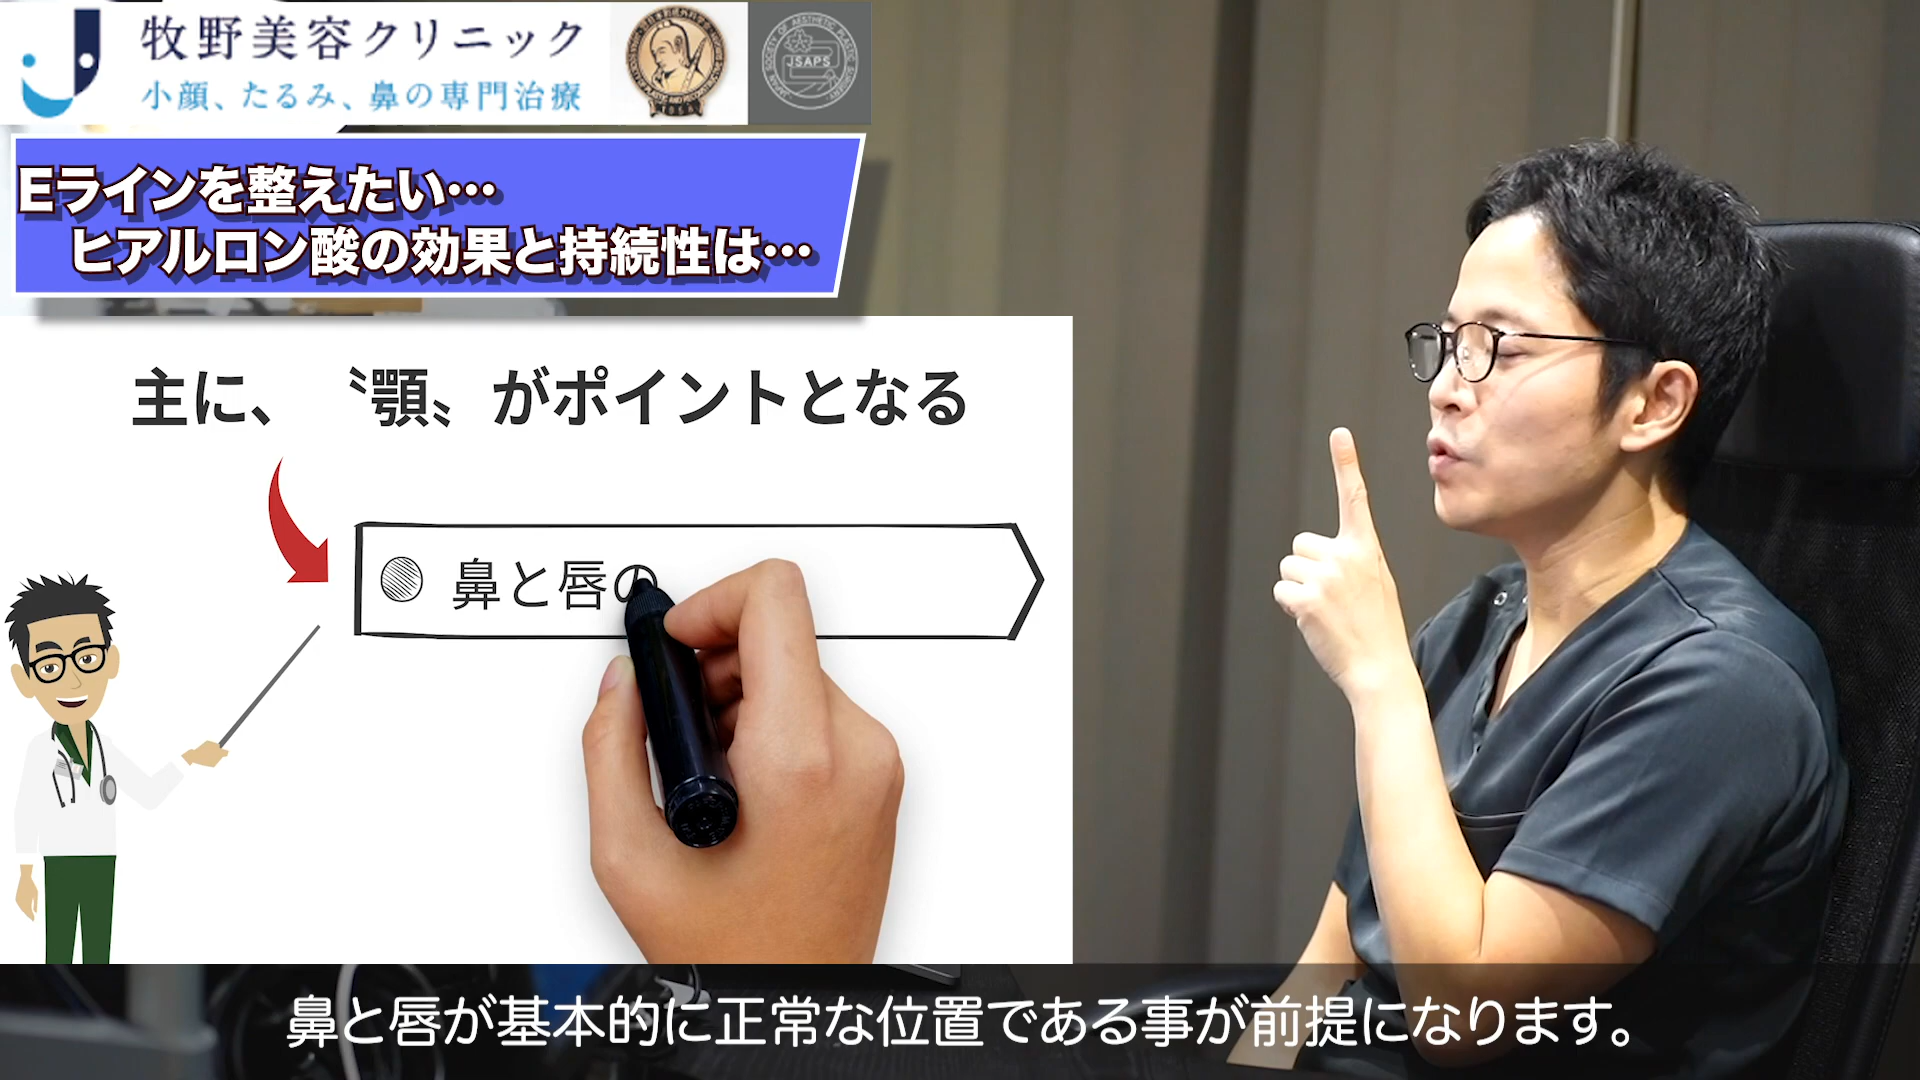 牧野美容クリニック
小顔、たるみ、鼻の専門治療
JSAPS
Eラインを整えたい…
ヒアルロン酸の効果と持続性は…
主に、〝顎〟がポイントとなる
鼻と唇の
鼻と唇が基本的に正常な位置である事が前提になります。